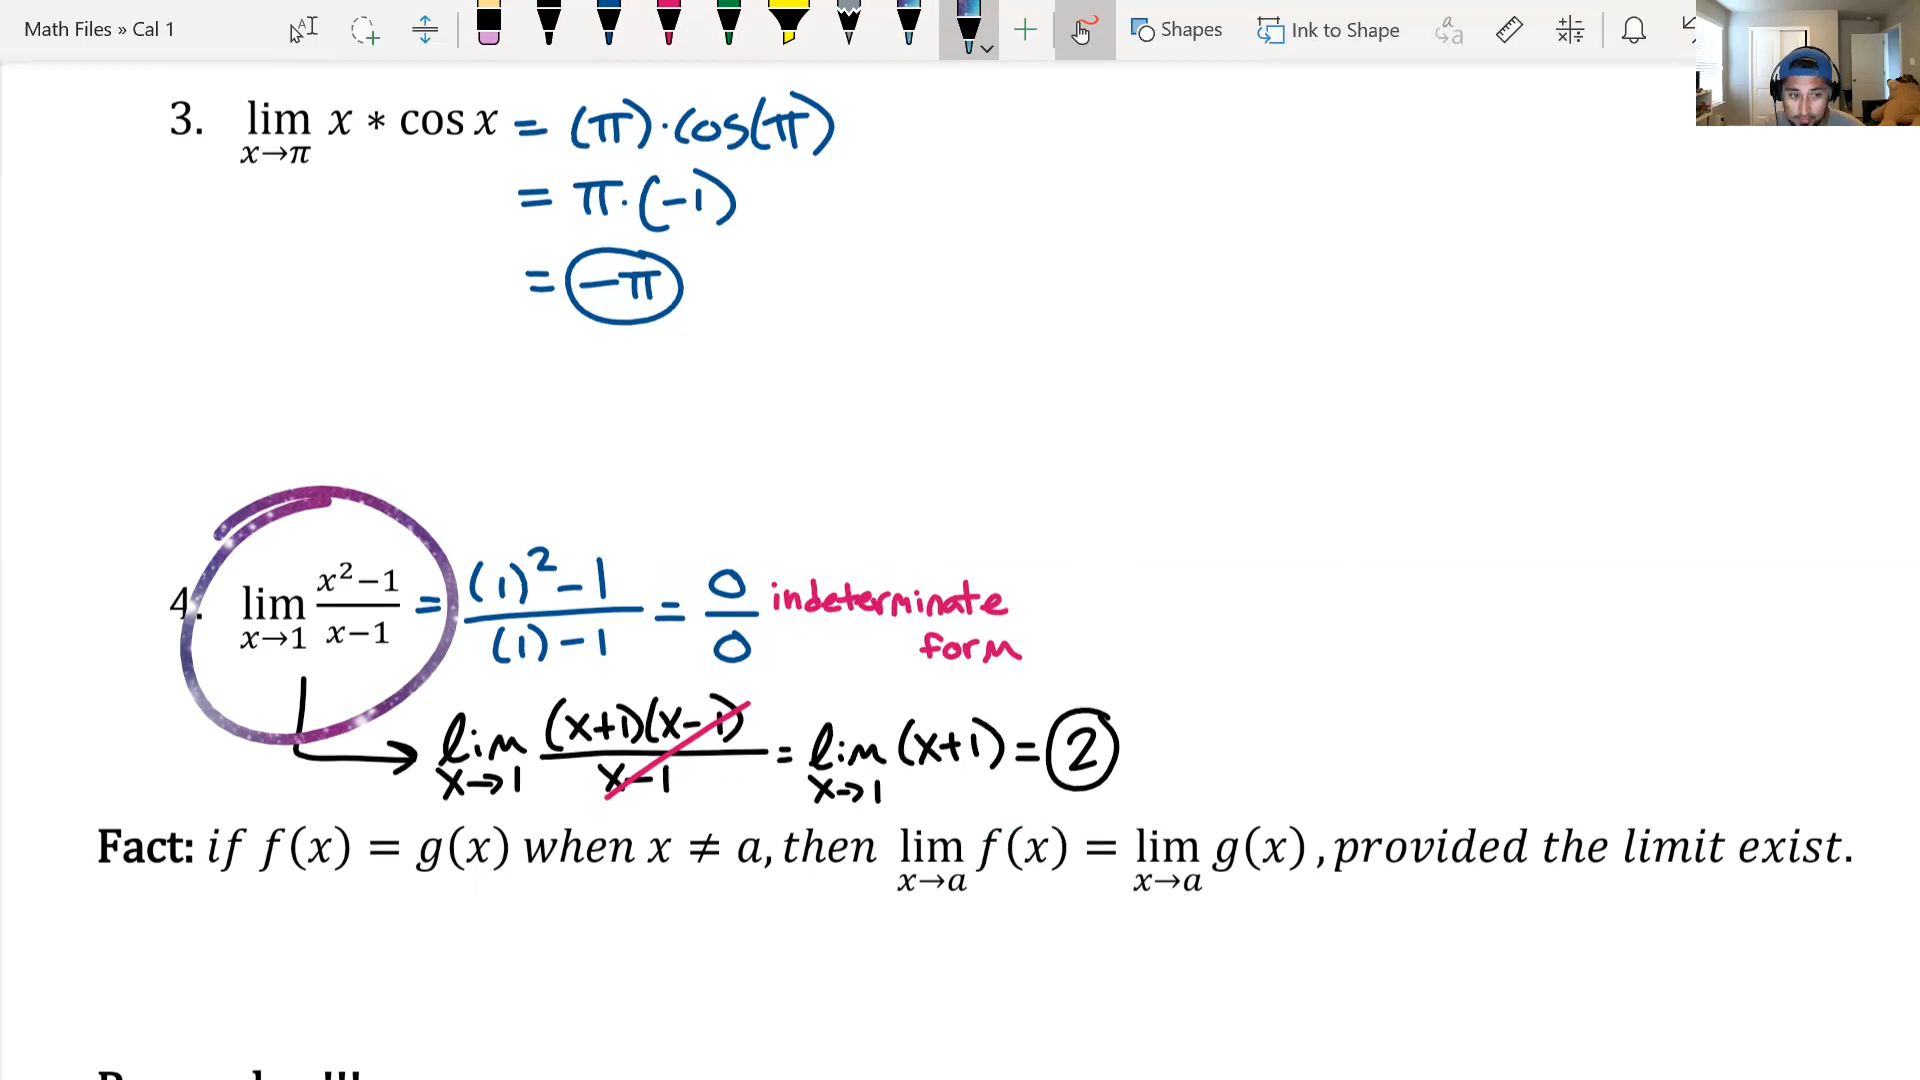 Math Files » Cal 1
Shapes
Ink to Shape
3. lim x→π x * cos x = (π)·cos(π)
= π·(-1)
= -π
4. lim x→1 x²−1 / x−1 = (1)²-1 / (1)-1 = 0/0 indeterminate form
lim x→1 (x+1)(x-1) / x-1 = lim x→1 (x+1) = 2
Fact: if f(x) = g(x) when x ≠ a, then lim x→a f(x) = lim x→a g(x), provided the limit exist.